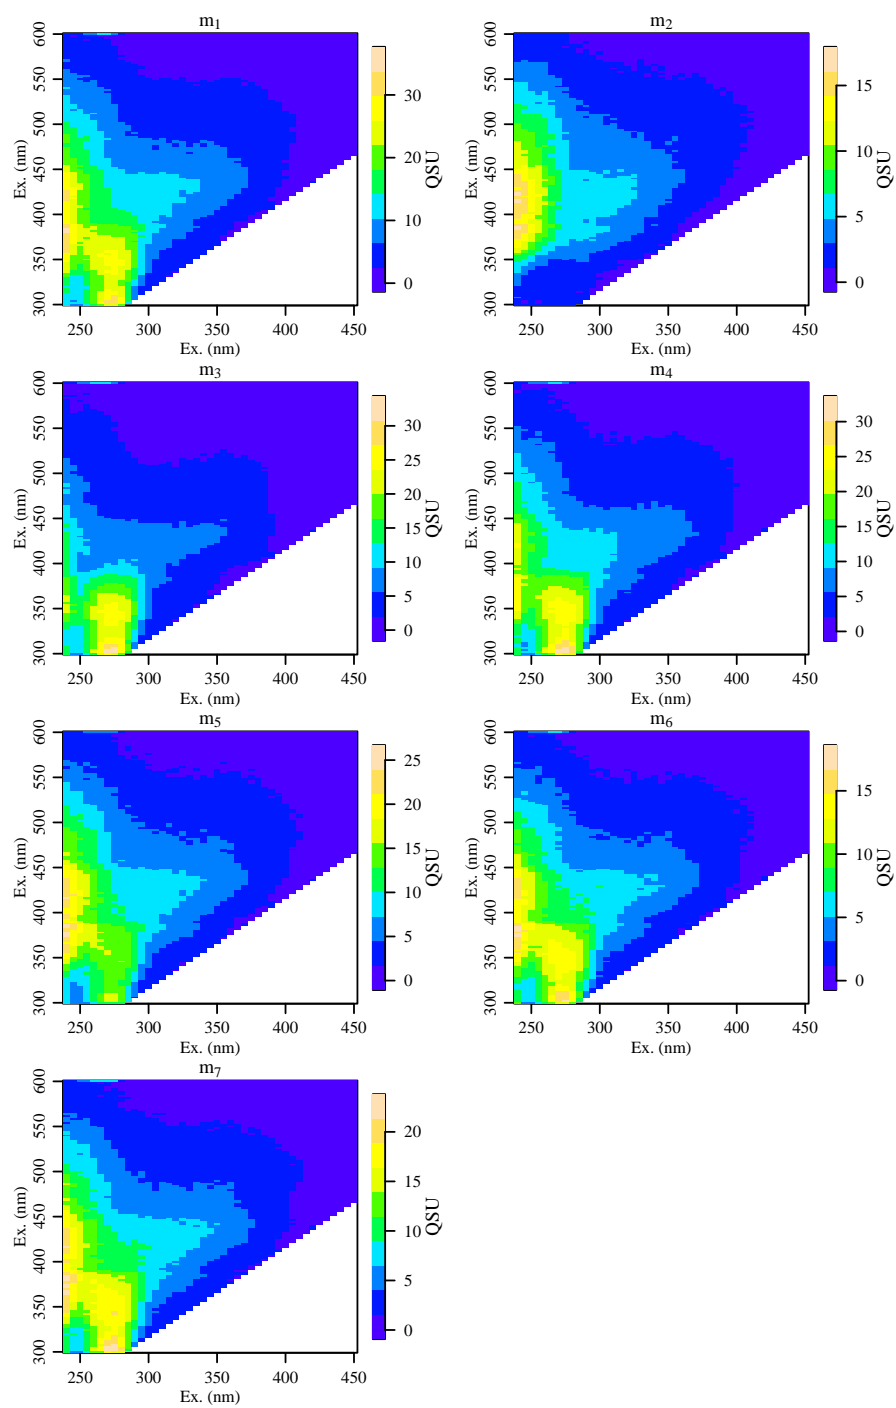 m1
m2
Ex. (nm)
300 350 400 450 500 550 600
250 300 350 400 450
Ex. (nm)
0 10 20 30
QSU
Ex. (nm)
300 350 400 450 500 550 600
250 300 350 400 450
Ex. (nm)
0 5 10 15
QSU
m3
m4
Ex. (nm)
300 350 400 450 500 550 600
250 300 350 400 450
Ex. (nm)
0 5 10 15 20 25 30
QSU
Ex. (nm)
300 350 400 450 500 550 600
250 300 350 400 450
Ex. (nm)
0 5 10 15 20 25 30
QSU
m5
m6
Ex. (nm)
300 350 400 450 500 550 600
250 300 350 400 450
Ex. (nm)
0 5 10 15 20 25
QSU
Ex. (nm)
300 350 400 450 500 550 600
250 300 350 400 450
Ex. (nm)
0 5 10 15
QSU
m7
Ex. (nm)
300 350 400 450 500 550 600
250 300 350 400 450
Ex. (nm)
0 5 10 15 20
QSU